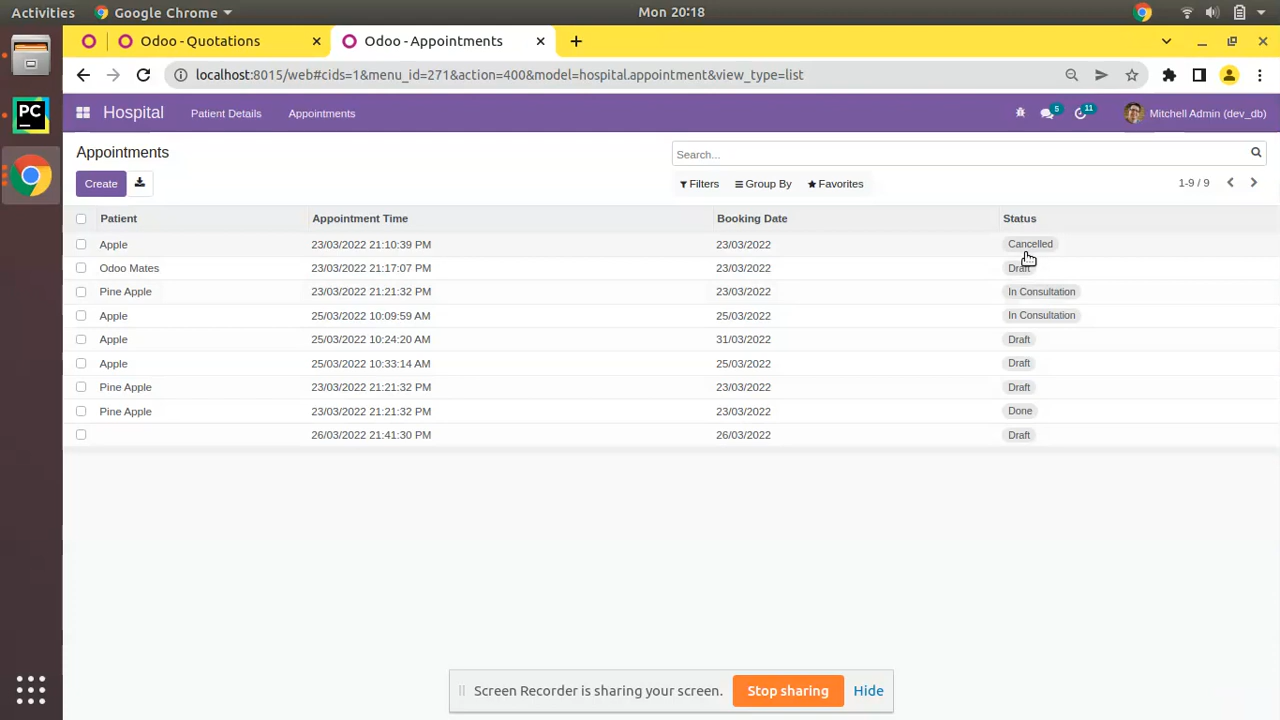 Activities Google Chrome Mon 20:18
Odoo - Quotations Odoo - Appointments
localhost:8015/web#cids=1&menu_id=271&action=400&model=hospital.appointment&view_type=list
PC
Hospital Patient Details Appointments 5 11 Mitchell Admin (dev_db)
Appointments Search...
Create Filters Group By Favorites 1-9 / 9
Patient Appointment Time Booking Date Status
Apple 23/03/2022 21:10:39 PM 23/03/2022 Cancelled
Odoo Mates 23/03/2022 21:17:07 PM 23/03/2022 Draft
Pine Apple 23/03/2022 21:21:32 PM 23/03/2022 In Consultation
Apple 25/03/2022 10:09:59 AM 25/03/2022 In Consultation
Apple 25/03/2022 10:24:20 AM 31/03/2022 Draft
Apple 25/03/2022 10:33:14 AM 25/03/2022 Draft
Pine Apple 23/03/2022 21:21:32 PM 23/03/2022 Draft
Pine Apple 23/03/2022 21:21:32 PM 23/03/2022 Done
26/03/2022 21:41:30 PM 26/03/2022 Draft
Screen Recorder is sharing your screen. Stop sharing Hide